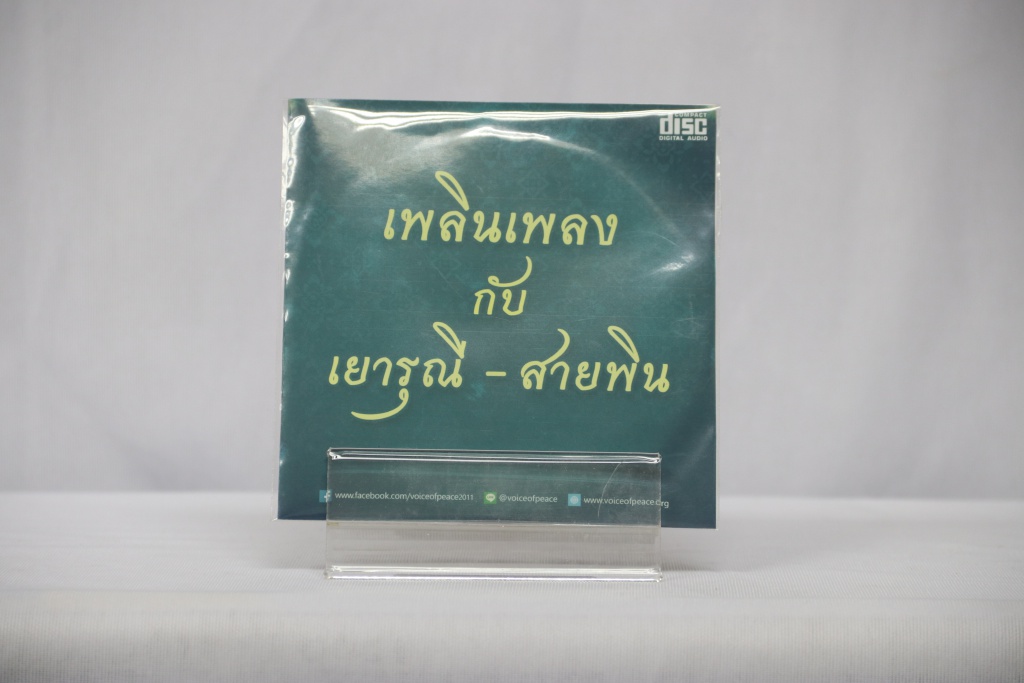 COMPACT
disc
DIGITAL AUDIO
เพลินเพลง
กับ
เยารุณี - สายพิน
www.facebook.com/voiceofpeace2011 @voiceofpeace www.voiceofpeace.org